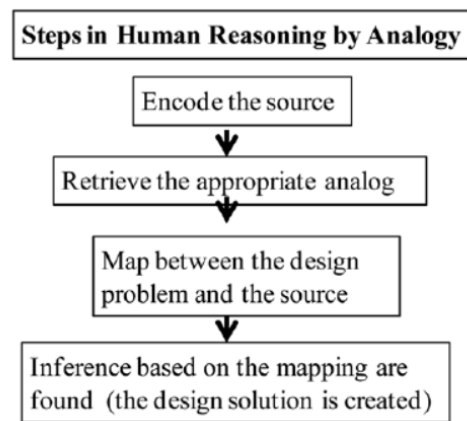 Steps in Human Reasoning by Analogy
Encode the source
Retrieve the appropriate analog
Map between the design
problem and the source
Inference based on the mapping are
found (the design solution is created)